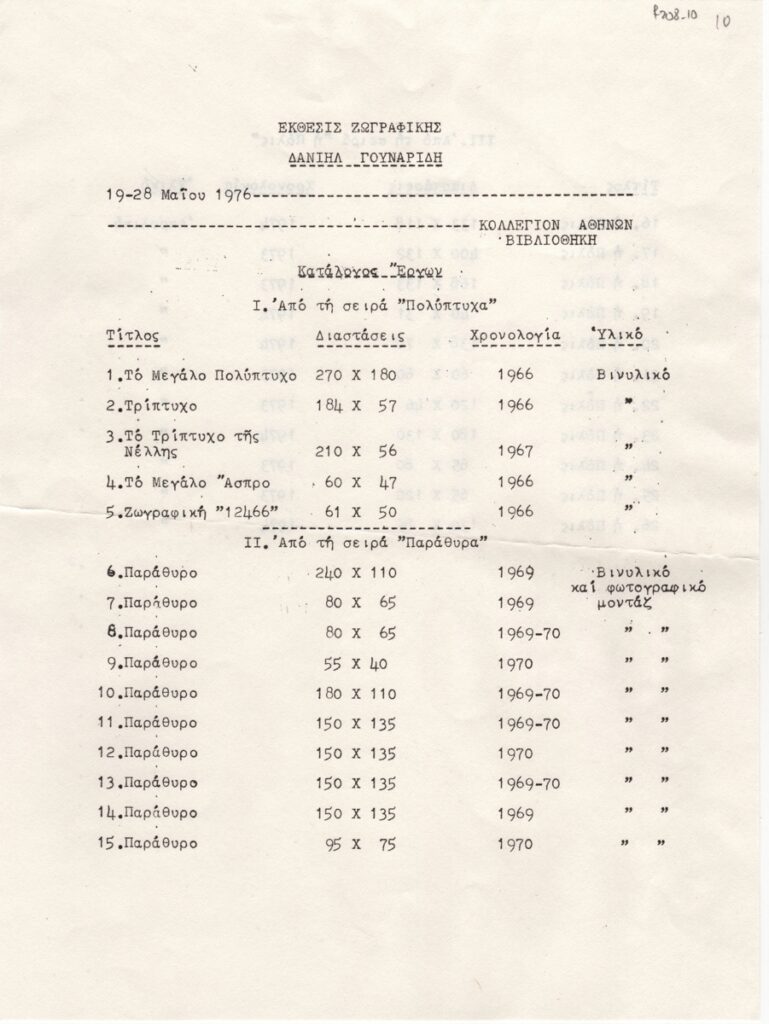 f208-10 10
ΕΚΘΕΣΙΣ ΖΩΓΡΑΦΙΚΗΣ
ΔΑΝΙΗΛ ΓΟΥΝΑΡΙΔΗ
19-28 Μαΐου 1976
ΚΟΛΛΕΓΙΟΝ ΑΘΗΝΩΝ
ΒΙΒΛΙΟΘΗΚΗ
Κατάλογος Ἔργων
Ι. Ἀπό τή σειρά "Πολύπτυχα"
Τίτλος Διαστάσεις Χρονολογία Ὑλικό
1.Τό Μεγάλο Πολύπτυχο 270 Χ 180 1966 Βινυλικό
2.Τρίπτυχο 184 Χ 57 1966 "
3.Τό Τρίπτυχο τῆς
Νέλλης 210 Χ 56 1967 "
4.Τό Μεγάλο Ἄσπρο 60 Χ 47 1966 "
5.Ζωγραφική "12466" 61 Χ 50 1966 "
ΙΙ. Ἀπό τή σειρά "Παράθυρα"
6.Παράθυρο 240 Χ 110 1969 Βινυλικό
καί φωτογραφικό
7.Παράθυρο 80 Χ 65 1969 μοντάζ
8.Παράθυρο 80 Χ 65 1969-70 " "
9.Παράθυρο 55 Χ 40 1970 " "
10.Παράθυρο 180 Χ 110 1969-70 " "
11.Παράθυρο 150 Χ 135 1969-70 " "
12.Παράθυρο 150 Χ 135 1970 " "
13.Παράθυρο 150 Χ 135 1969-70 " "
14.Παράθυρο 150 Χ 135 1969 " "
15.Παράθυρο 95 Χ 75 1970 " "